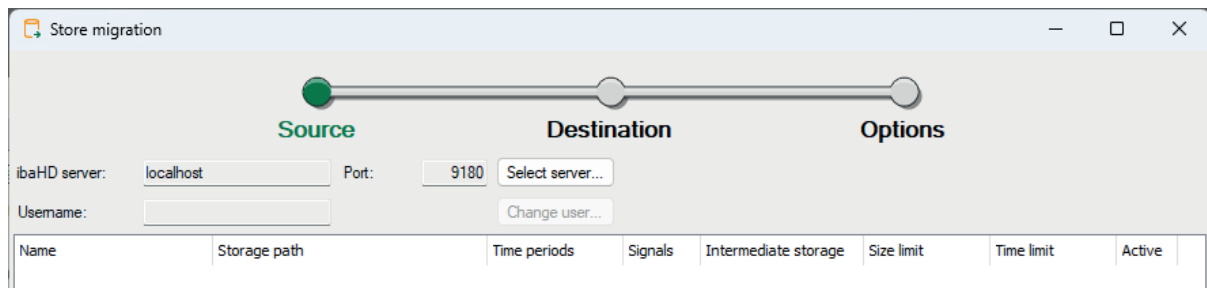 Store migration
Source Destination Options
ibaHD server: localhost Port: 9180 Select server...
Username: Change user...
Name Storage path Time periods Signals Intermediate storage Size limit Time limit Active